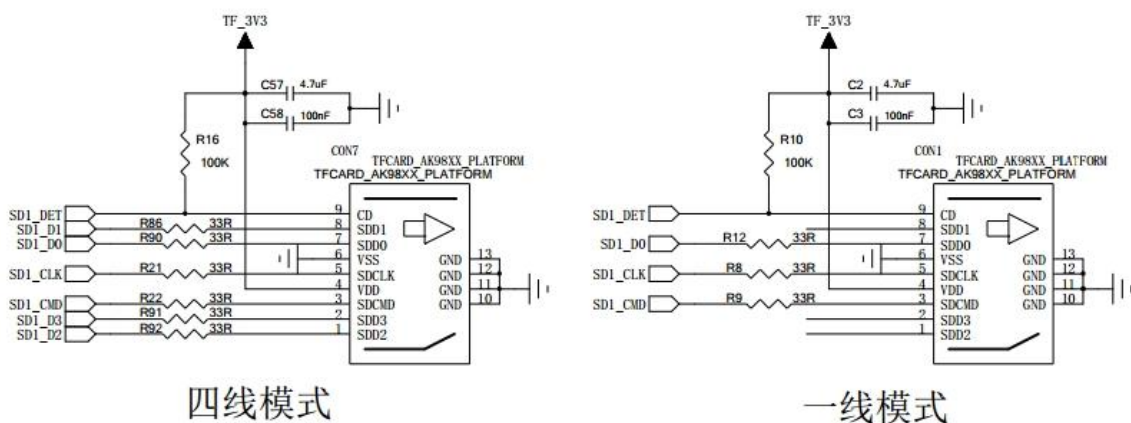 TF_3V3
C57 4.7uF
C58 100nF
R16
100K
CON7
TFCARD_AK98XX_PLATFORM
TFCARD_AK98XX_PLATFORM
SD1_DET 9 CD
SD1_D1 R86 33R 8 SDD1
SD1_D0 R90 33R 7 SDD0
6 VSS GND 13
SD1_CLK R21 33R 5 SDCLK GND 12
4 VDD GND 11
SD1_CMD R22 33R 3 SDCMD GND 10
SD1_D3 R91 33R 2 SDD3
SD1_D2 R92 33R 1 SDD2
四线模式
TF_3V3
C2 4.7uF
C3 100nF
R10
100K
CON1
TFCARD_AK98XX_PLATFORM
TFCARD_AK98XX_PLATFORM
SD1_DET 9 CD
8 SDD1
SD1_D0 R12 33R 7 SDD0
6 VSS GND 13
SD1_CLK R8 33R 5 SDCLK GND 12
4 VDD GND 11
SD1_CMD R9 33R 3 SDCMD GND 10
2 SDD3
1 SDD2
一线模式